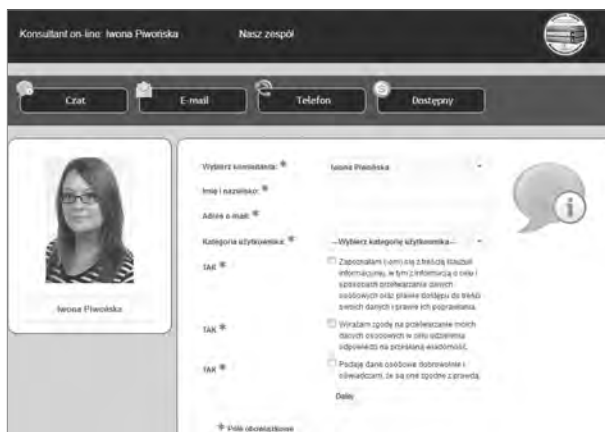 Konsultant on-line: Iwona Piwońska
Nasz zespół
Czat
E-mail
Telefon
S
Dostępny
Wybierz konsultanta: *
Iwona Piwońska
Imię i nazwisko: *
Adres e-mail: *
Kategoria użytkownika: *
--Wybierz kategorię użytkownika--
TAK *
Zapoznałam (-em) się z treścią klauzuli
informacyjnej, w tym z informacją o celu i
sposobach przetwarzania danych
osobowych oraz prawie dostępu do treści
swoich danych i prawie ich poprawiania.
TAK *
Wyrażam zgodę na przetwarzanie moich
danych osobowych w celu udzielenia
odpowiedzi na przesłaną wiadomość.
TAK *
Podaję dane osobowe dobrowolnie i
oświadczam, że są one zgodne z prawdą.
Dalej
* Pola obowiązkowe
i
Iwona Piwońska